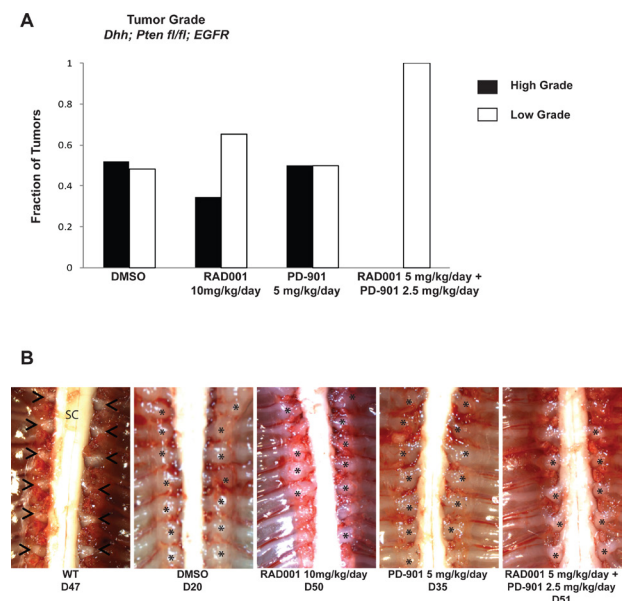 A
Tumor Grade
Dhh; Pten fl/fl; EGFR
Fraction of Tumors
1
0.8
0.6
0.4
0.2
0
High Grade
Low Grade
DMSO
RAD001
10mg/kg/day
PD-901
5 mg/kg/day
RAD001 5 mg/kg/day +
PD-901 2.5 mg/kg/day
B
SC
WT
D47
DMSO
D20
RAD001 10mg/kg/day
D50
PD-901 5 mg/kg/day
D35
RAD001 5 mg/kg/day +
PD-901 2.5 mg/kg/day
D51